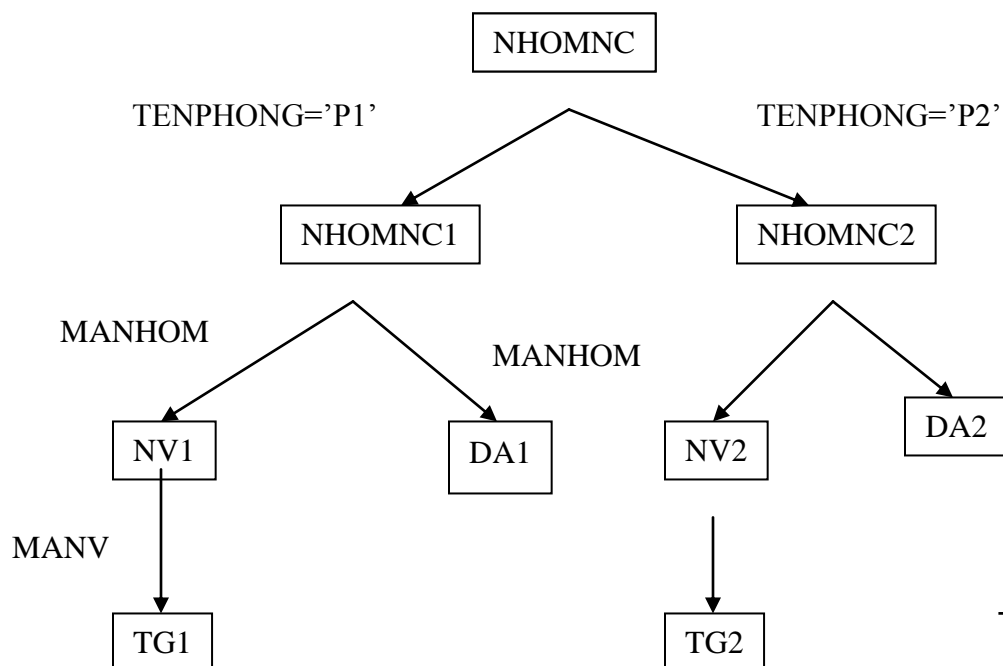 NHOMNC
TENPHONG=’P1’
TENPHONG=’P2’
NHOMNC1
NHOMNC2
MANHOM
MANHOM
NV1
DA1
NV2
DA2
MANV
TG1
TG2